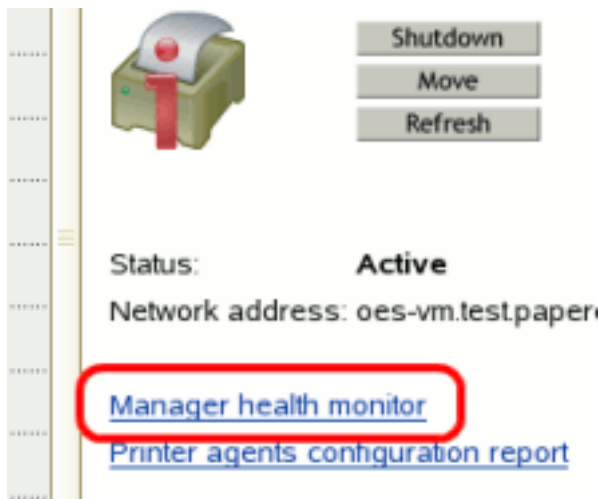 Shutdown
Move
Refresh
Status: Active
Network address: oes-vm.test.paper
Manager health monitor
Printer agents configuration report